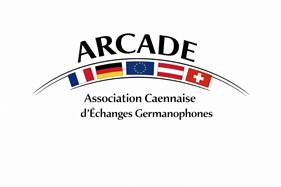 ARCADE
Association Caennaise
d'Échanges Germanophones